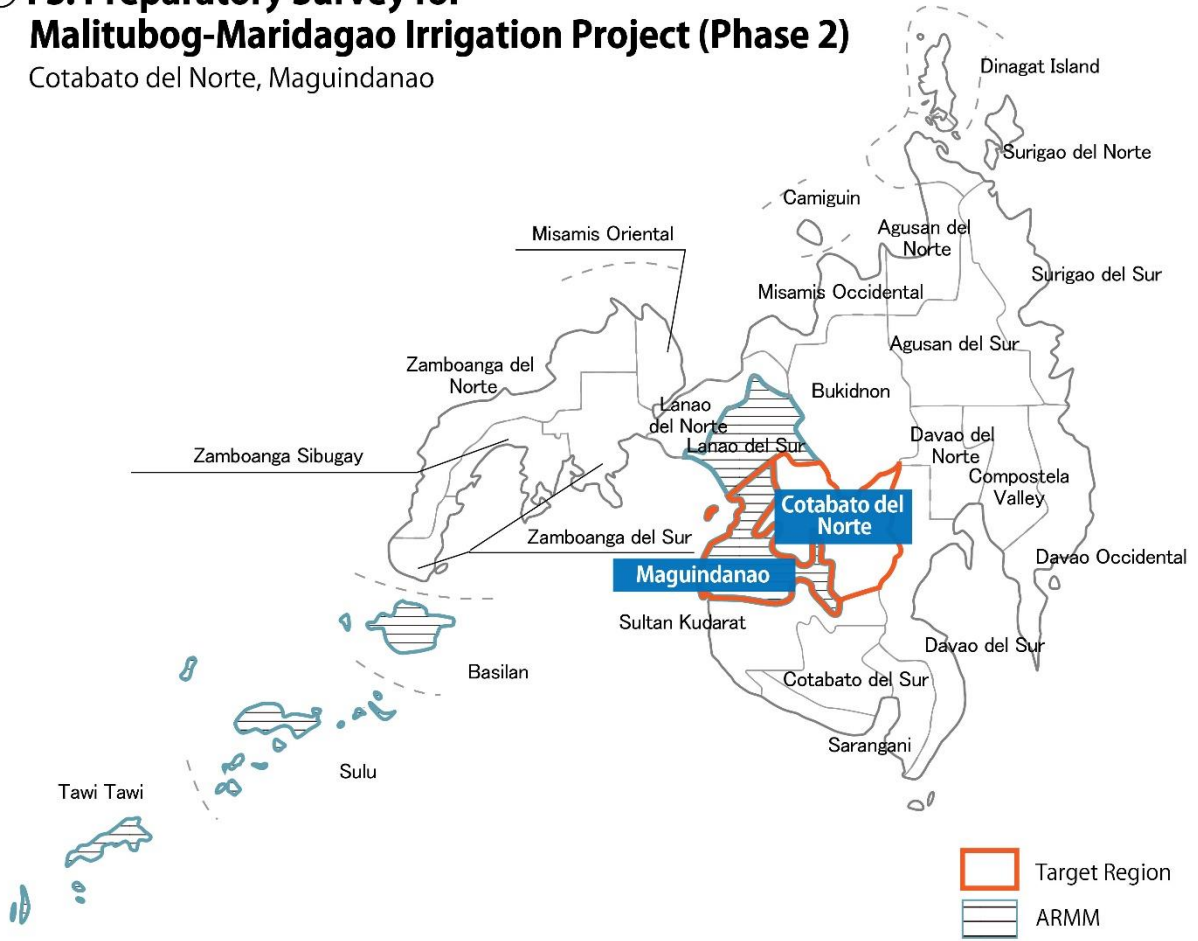 Malitubog-Maridagao Irrigation Project (Phase 2)
Cotabato del Norte, Maguindanao
Dinagat Island
Surigao del Norte
Camiguin
Agusan del
Norte
Misamis Oriental
Surigao del Sur
Misamis Occidental
Agusan del Sur
Zamboanga del
Norte
Bukidnon
Lanao
del Norte
Lanao del Sur
Davao del
Norte
Zamboanga Sibugay
Compostela
Valley
Cotabato del
Norte
Zamboanga del Sur
Davao Occidental
Maguindanao
Sultan Kudarat
Davao del Sur
Basilan
Cotabato del Sur
Sarangani
Sulu
Tawi Tawi
Target Region
ARMM